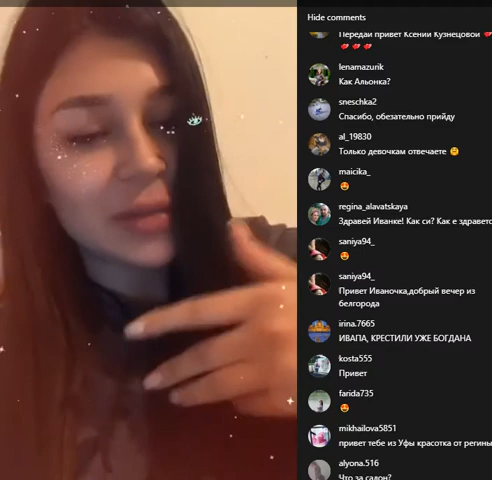 Hide comments
Передай привет Ксении Кузнецовой
lenamazurik
Как Альонка?
sneschka2
Спасибо, обезательно прийду
al_19830
Только девочкам отвечаете
maicika_
regina_alavatskaya
Здравей Иванке! Как си? Как е здравето
saniya94_
saniya94_
Привет Иваночка,добрый вечер из
белгорода
irina.7665
ИВАПА, КРЕСТИЛИ УЖЕ БОГДАНА
kosta555
Привет
farida735
mikhailova5851
привет тебе из Уфы красотка от регины
alyona.516
Что за салон?